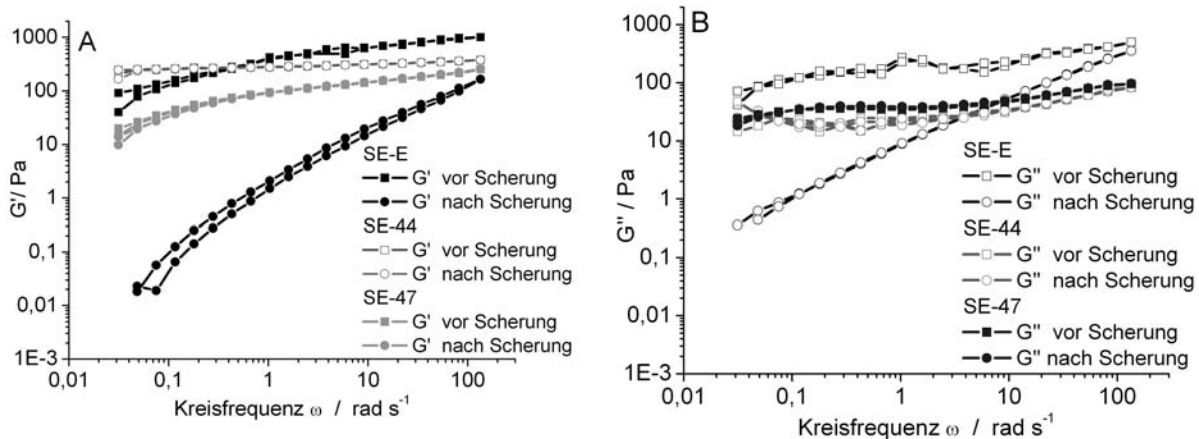 A
1000
100
10
1
0,1
0,01
1E-3
G'/ Pa
0,01 0,1 1 10 100
Kreisfrequenz ω / rad s⁻¹
SE-E
G' vor Scherung
G' nach Scherung
SE-44
G' vor Scherung
G' nach Scherung
SE-47
G' vor Scherung
G' nach Scherung
B
1000
100
10
1
0,1
0,01
1E-3
G'' / Pa
0,01 0,1 1 10 100
Kreisfrequenz ω / rad s⁻¹
SE-E
G'' vor Scherung
G'' nach Scherung
SE-44
G'' vor Scherung
G'' nach Scherung
SE-47
G'' vor Scherung
G'' nach Scherung